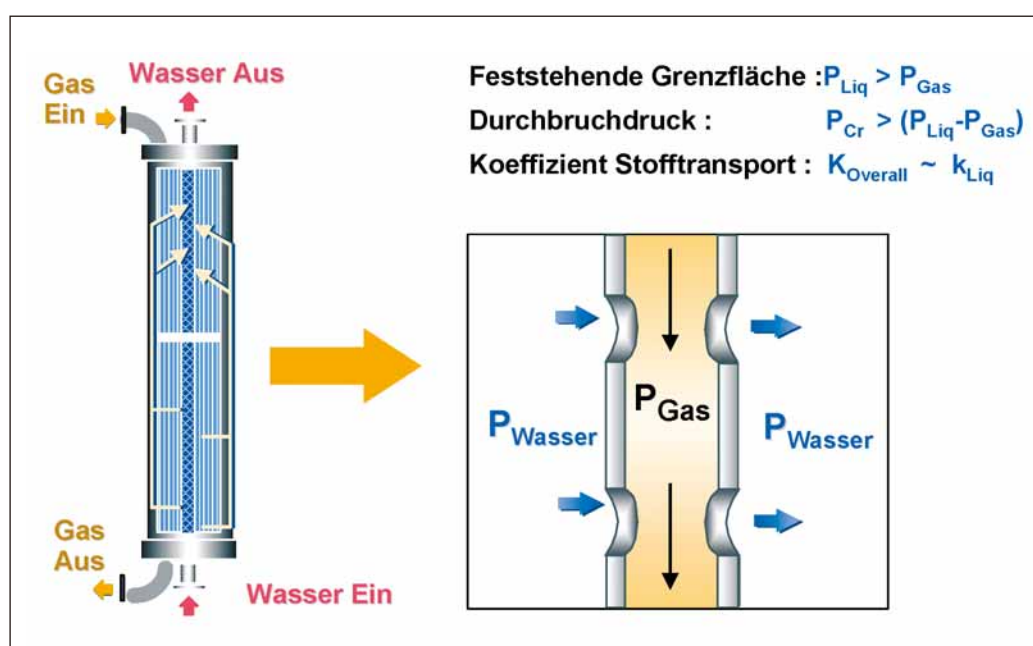 Gas
Ein
Wasser Aus
Feststehende Grenzfläche :P_Liq > P_Gas
Durchbruchdruck : P_Cr > (P_Liq-P_Gas)
Koeffizient Stofftransport : K_Overall ~ k_Liq
P_Gas
P_Wasser
P_Wasser
Gas
Aus
Wasser Ein